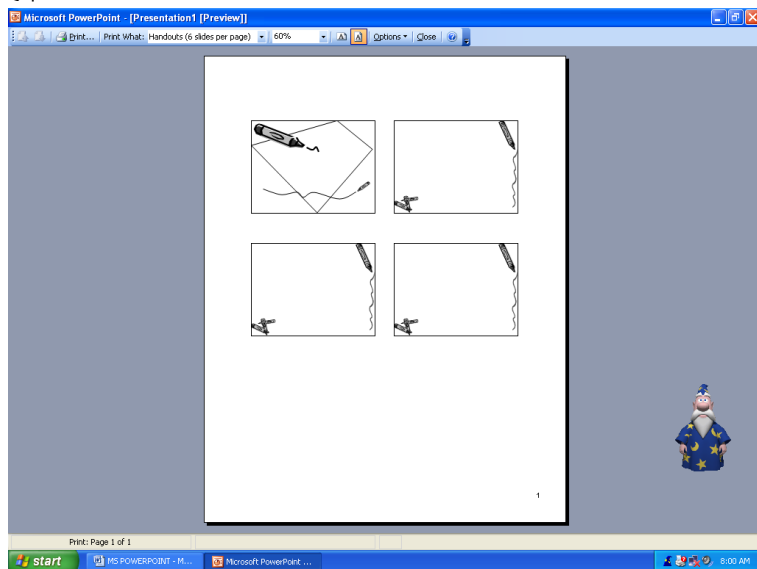 Microsoft PowerPoint - [Presentation1 [Preview]]
Print... Print What: Handouts (6 slides per page) 60% Options Close
1
Print: Page 1 of 1
start MS POWERPOINT - M... Microsoft PowerPoint ... 8:00 AM